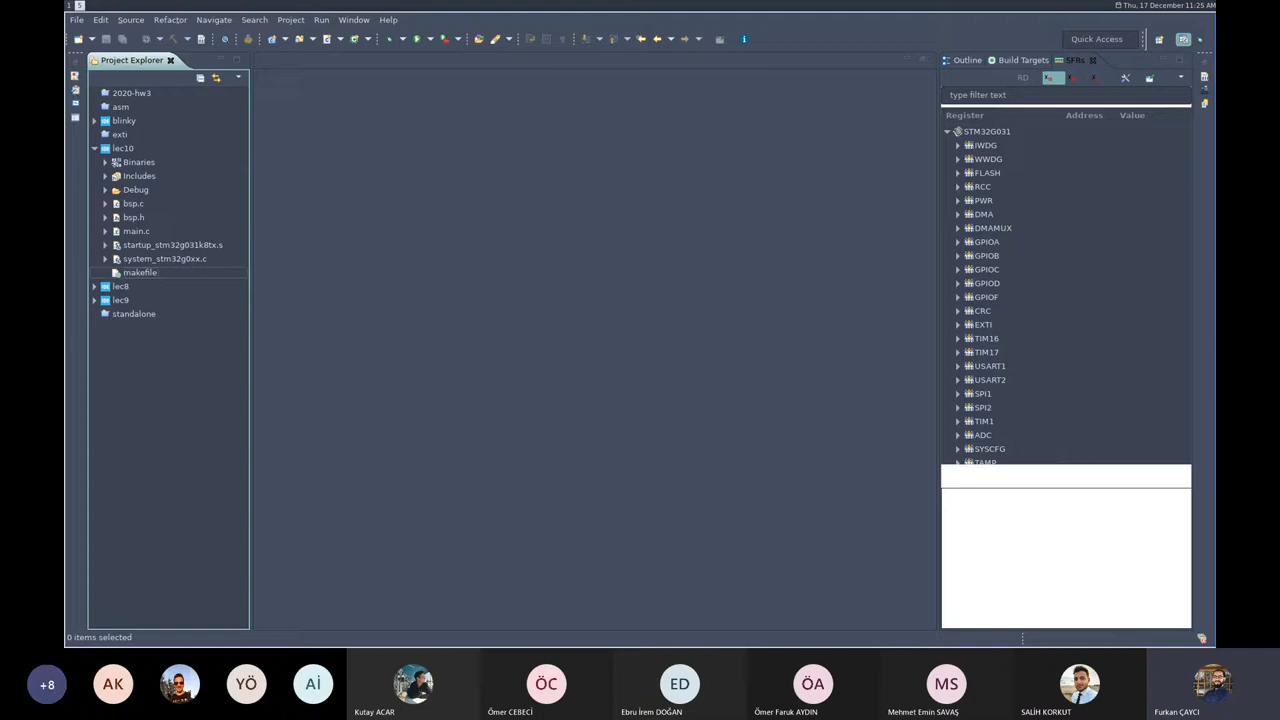 1 5
Thu, 17 December 11:25 AM
File Edit Source Refactor Navigate Search Project Run Window Help
Quick Access
Project Explorer
Outline Build Targets SFRs
RD
type filter text
Register Address Value
2020-hw3
asm
blinky
exti
lec10
Binaries
Includes
Debug
bsp.c
bsp.h
main.c
startup_stm32g031k8tx.s
system_stm32g0xx.c
makefile
lec8
lec9
standalone
STM32G031
IWDG
WWDG
FLASH
RCC
PWR
DMA
DMAMUX
GPIOA
GPIOB
GPIOC
GPIOD
GPIOF
CRC
EXTI
TIM16
TIM17
USART1
USART2
SPI1
SPI2
TIM1
ADC
SYSCFG
TAMP
0 items selected
+8 AK YÖ Aİ ÖC ED ÖA MS
Kutay ACAR Ömer CEBECİ Ebru İrem DOĞAN Ömer Faruk AYDIN Mehmet Emin SAVAŞ SALİH KORKUT Furkan ÇAYCI